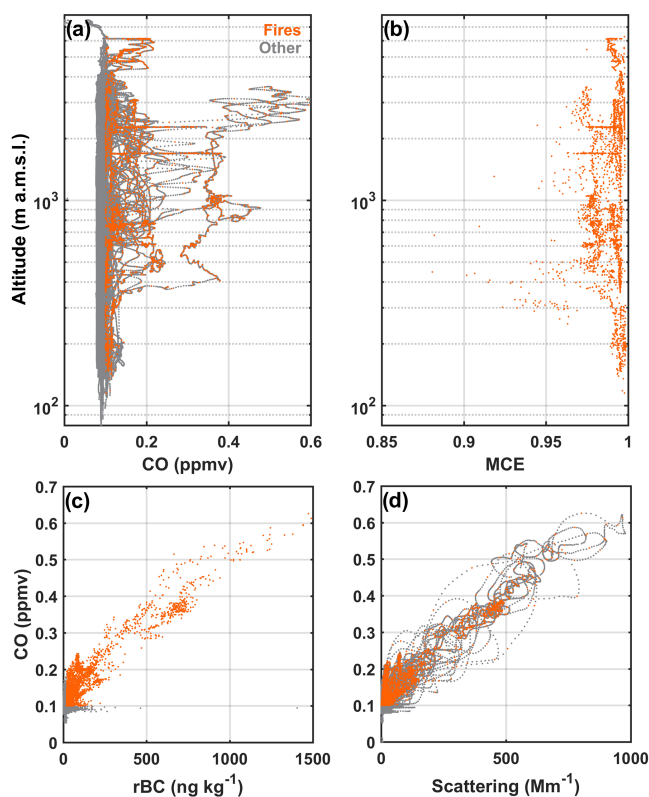 (a)
Fires
Other
(b)
Altitude (m a.m.s.l.)
10³
10²
0
0.2
0.4
0.6
CO (ppmv)
0.85
0.9
0.95
1
MCE
(c)
0.7
0.6
0.5
0.4
0.3
0.2
0.1
0
CO (ppmv)
0
500
1000
1500
rBC (ng kg⁻¹)
(d)
0.7
0.6
0.5
0.4
0.3
0.2
0.1
0
0
500
1000
Scattering (Mm⁻¹)